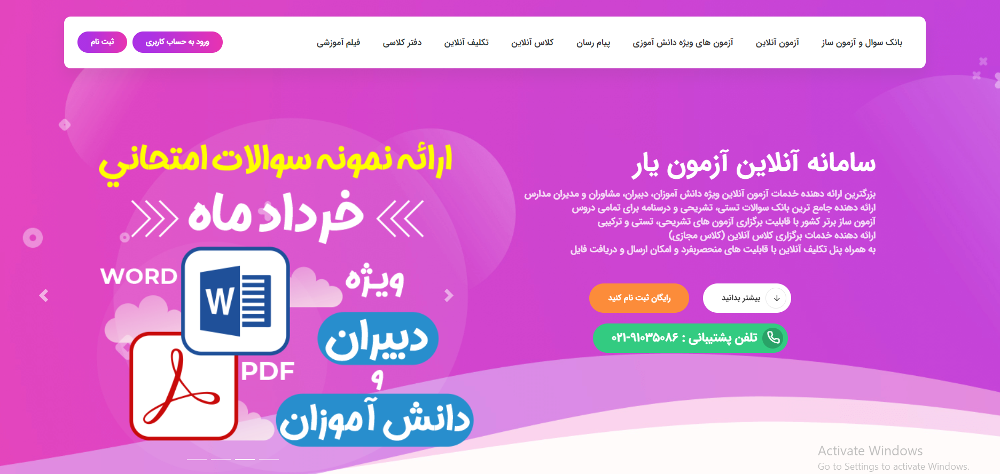 بانک سوال و آزمون ساز
آزمون آنلاین
آزمون های ویژه دانش آموزی
پیام رسان
کلاس آنلاین
تکلیف آنلاین
دفتر کلاسی
فیلم آموزشی
ورود به حساب کاربری
ثبت نام
سامانه آنلاین آزمون یار
بزرگترین ارائه دهنده خدمات آزمون آنلاین ویژه دانش آموزان، دبیران، مشاوران و مدیران مدارس
ارائه دهنده جامع ترین بانک سوالات تستی، تشریحی و درسنامه برای تمامی دروس
آزمون ساز برتر کشور با قابلیت برگزاری آزمون های تشریحی، تستی و ترکیبی
ارائه دهنده خدمات برگزاری کلاس آنلاین (کلاس مجازی)
به همراه پنل تکلیف آنلاین با قابلیت های منحصربفرد و امکان ارسال و دریافت فایل
بیشتر بدانید
رایگان ثبت نام کنید
تلفن پشتیبانی : ۰۲۱-۹۱۰۳۵۰۸۶
ارائه نمونه سوالات امتحاني
خرداد ماه
ویژه
WORD
W
دبیران
و
PDF
دانش آموزان
Activate Windows
Go to Settings to activate Windows.